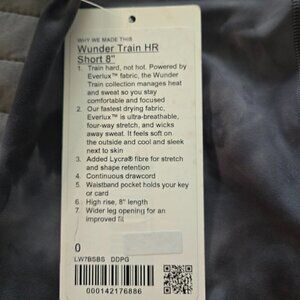 WHY WE MADE THIS
Wunder Train HR
Short 8"
1. Train hard, not hot. Powered by
Everlux™ fabric, the Wunder
Train collection manages heat
and sweat so you stay
comfortable and focused
2. Our fastest drying fabric,
Everlux™ is ultra-breathable,
four-way stretch, and wicks
away sweat. It feels soft on
the outside and cool and sleek
next to skin
3. Added Lycra® fibre for stretch
and shape retention
4. Continuous drawcord
5. Waistband pocket holds your key
or card
6. High rise, 8" length
7. Wider leg opening for an
improved fit
0
LW7BSBS DDPG
000142176886